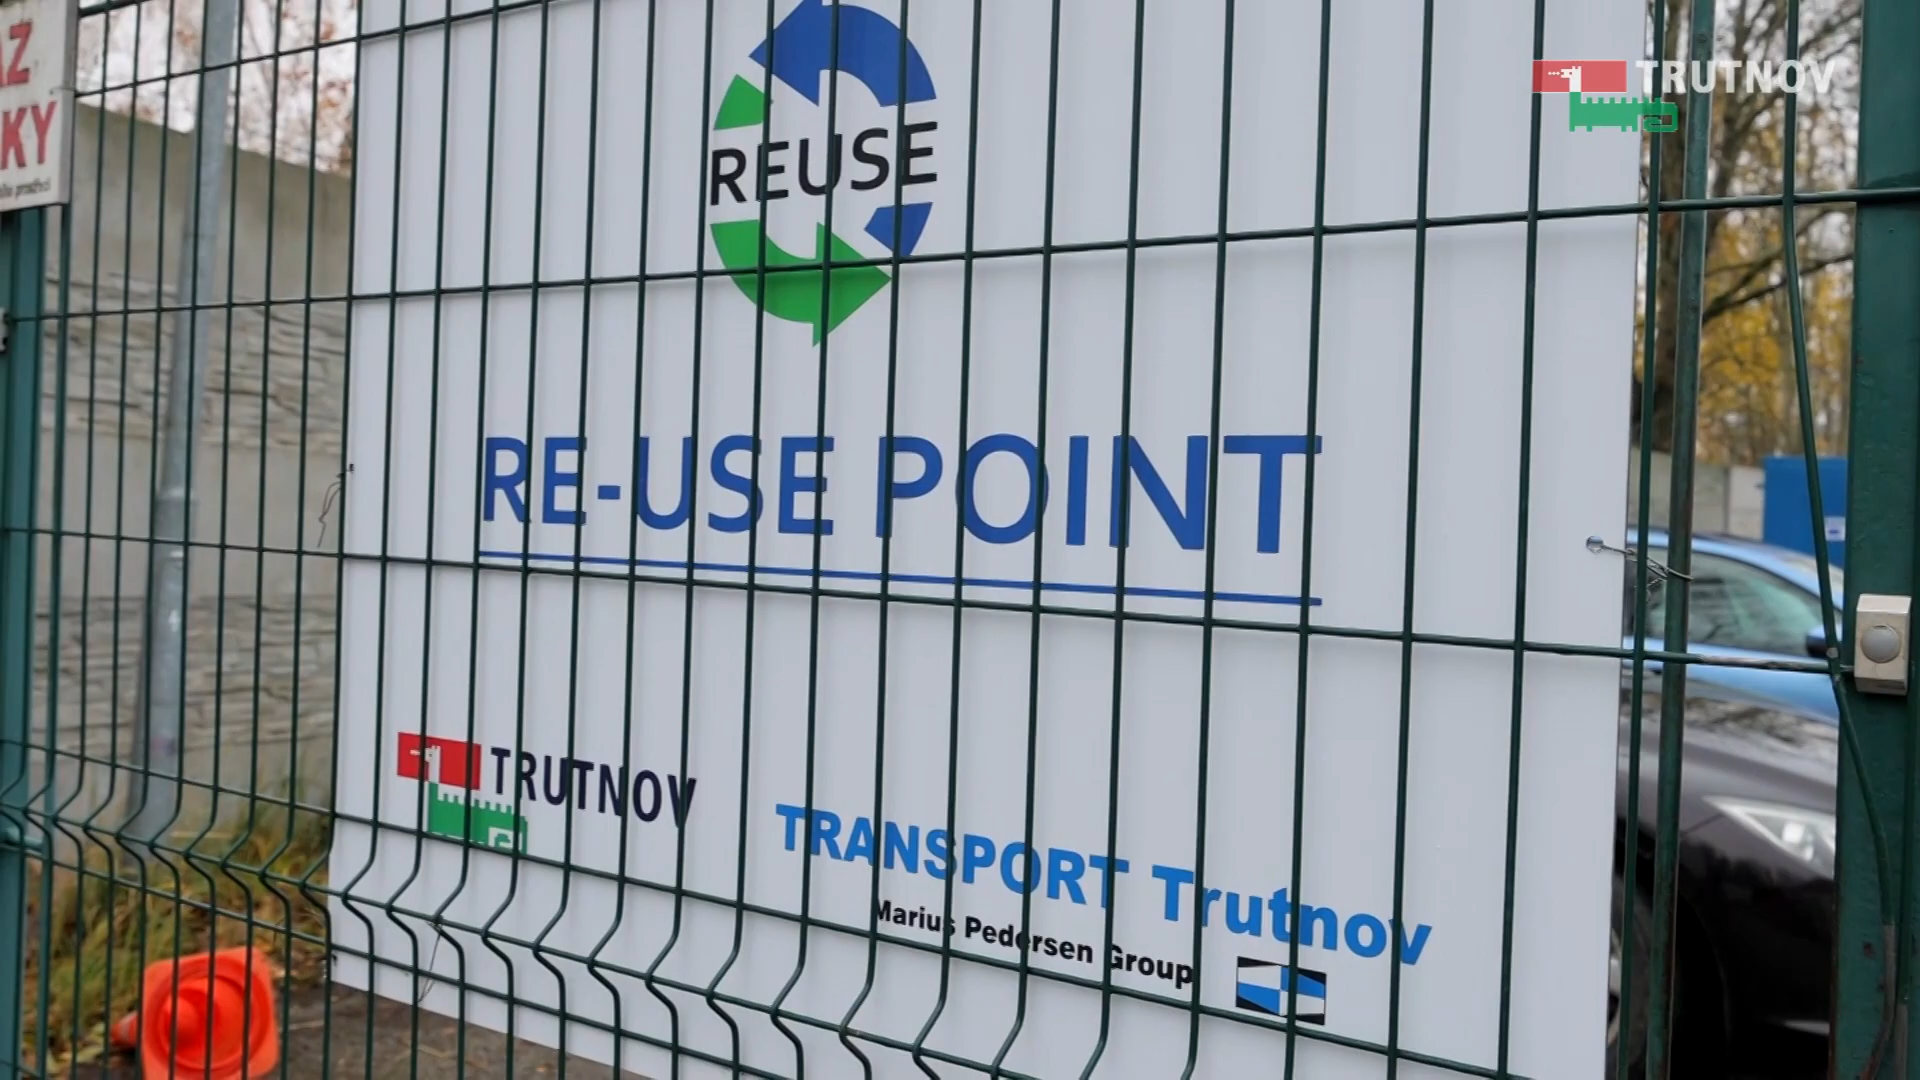 TRUTNOV
REUSE
RE-USE POINT
TRUTNOV
TRANSPORT Trutnov
Marius Pedersen Group